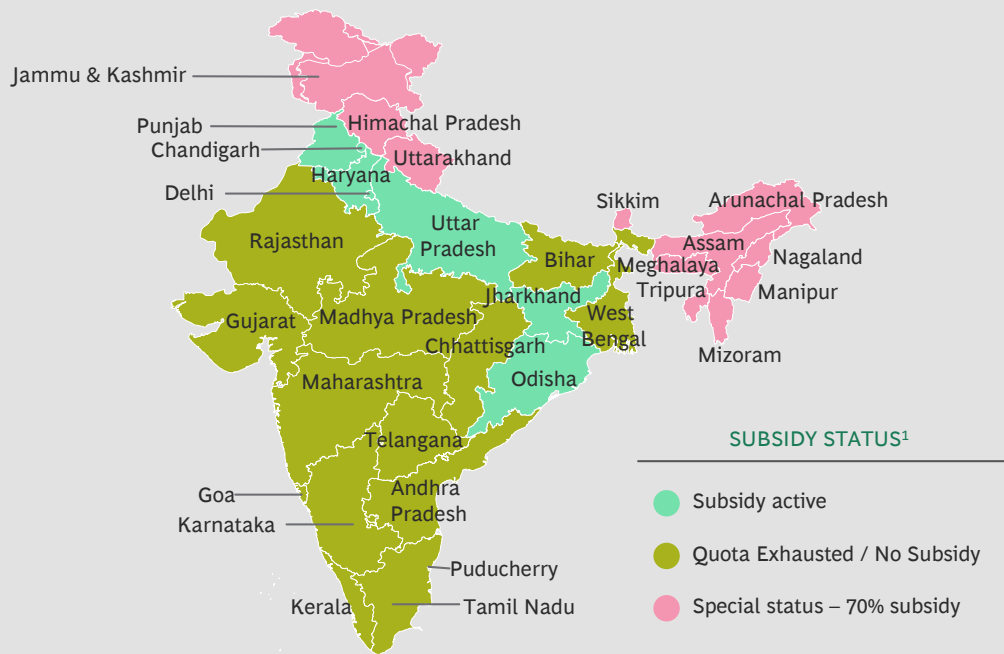 Jammu & Kashmir
Punjab
Himachal Pradesh
Chandigarh
Uttarakhand
Haryana
Delhi
Sikkim
Arunachal Pradesh
Uttar
Pradesh
Rajasthan
Assam
Bihar
Nagaland
Meghalaya
Tripura
Manipur
Jharkhand
Gujarat
Madhya Pradesh
West
Bengal
Chhattisgarh
Mizoram
Maharashtra
Odisha
Telangana
SUBSIDY STATUS¹
Goa
Andhra
Pradesh
Subsidy active
Karnataka
Quota Exhausted / No Subsidy
Puducherry
Kerala
Tamil Nadu
Special status – 70% subsidy